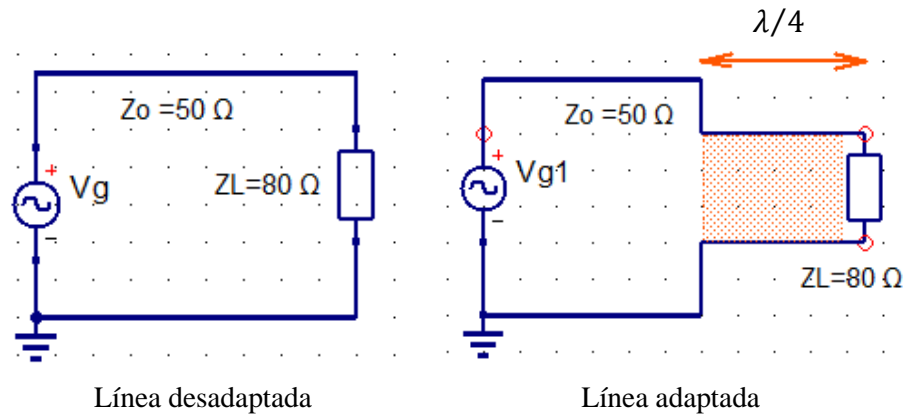 λ/4
Zo =50 Ω
+
Vg
−
ZL=80 Ω
Zo =50 Ω
+
Vg1
−
ZL=80 Ω
Línea desadaptada
Línea adaptada